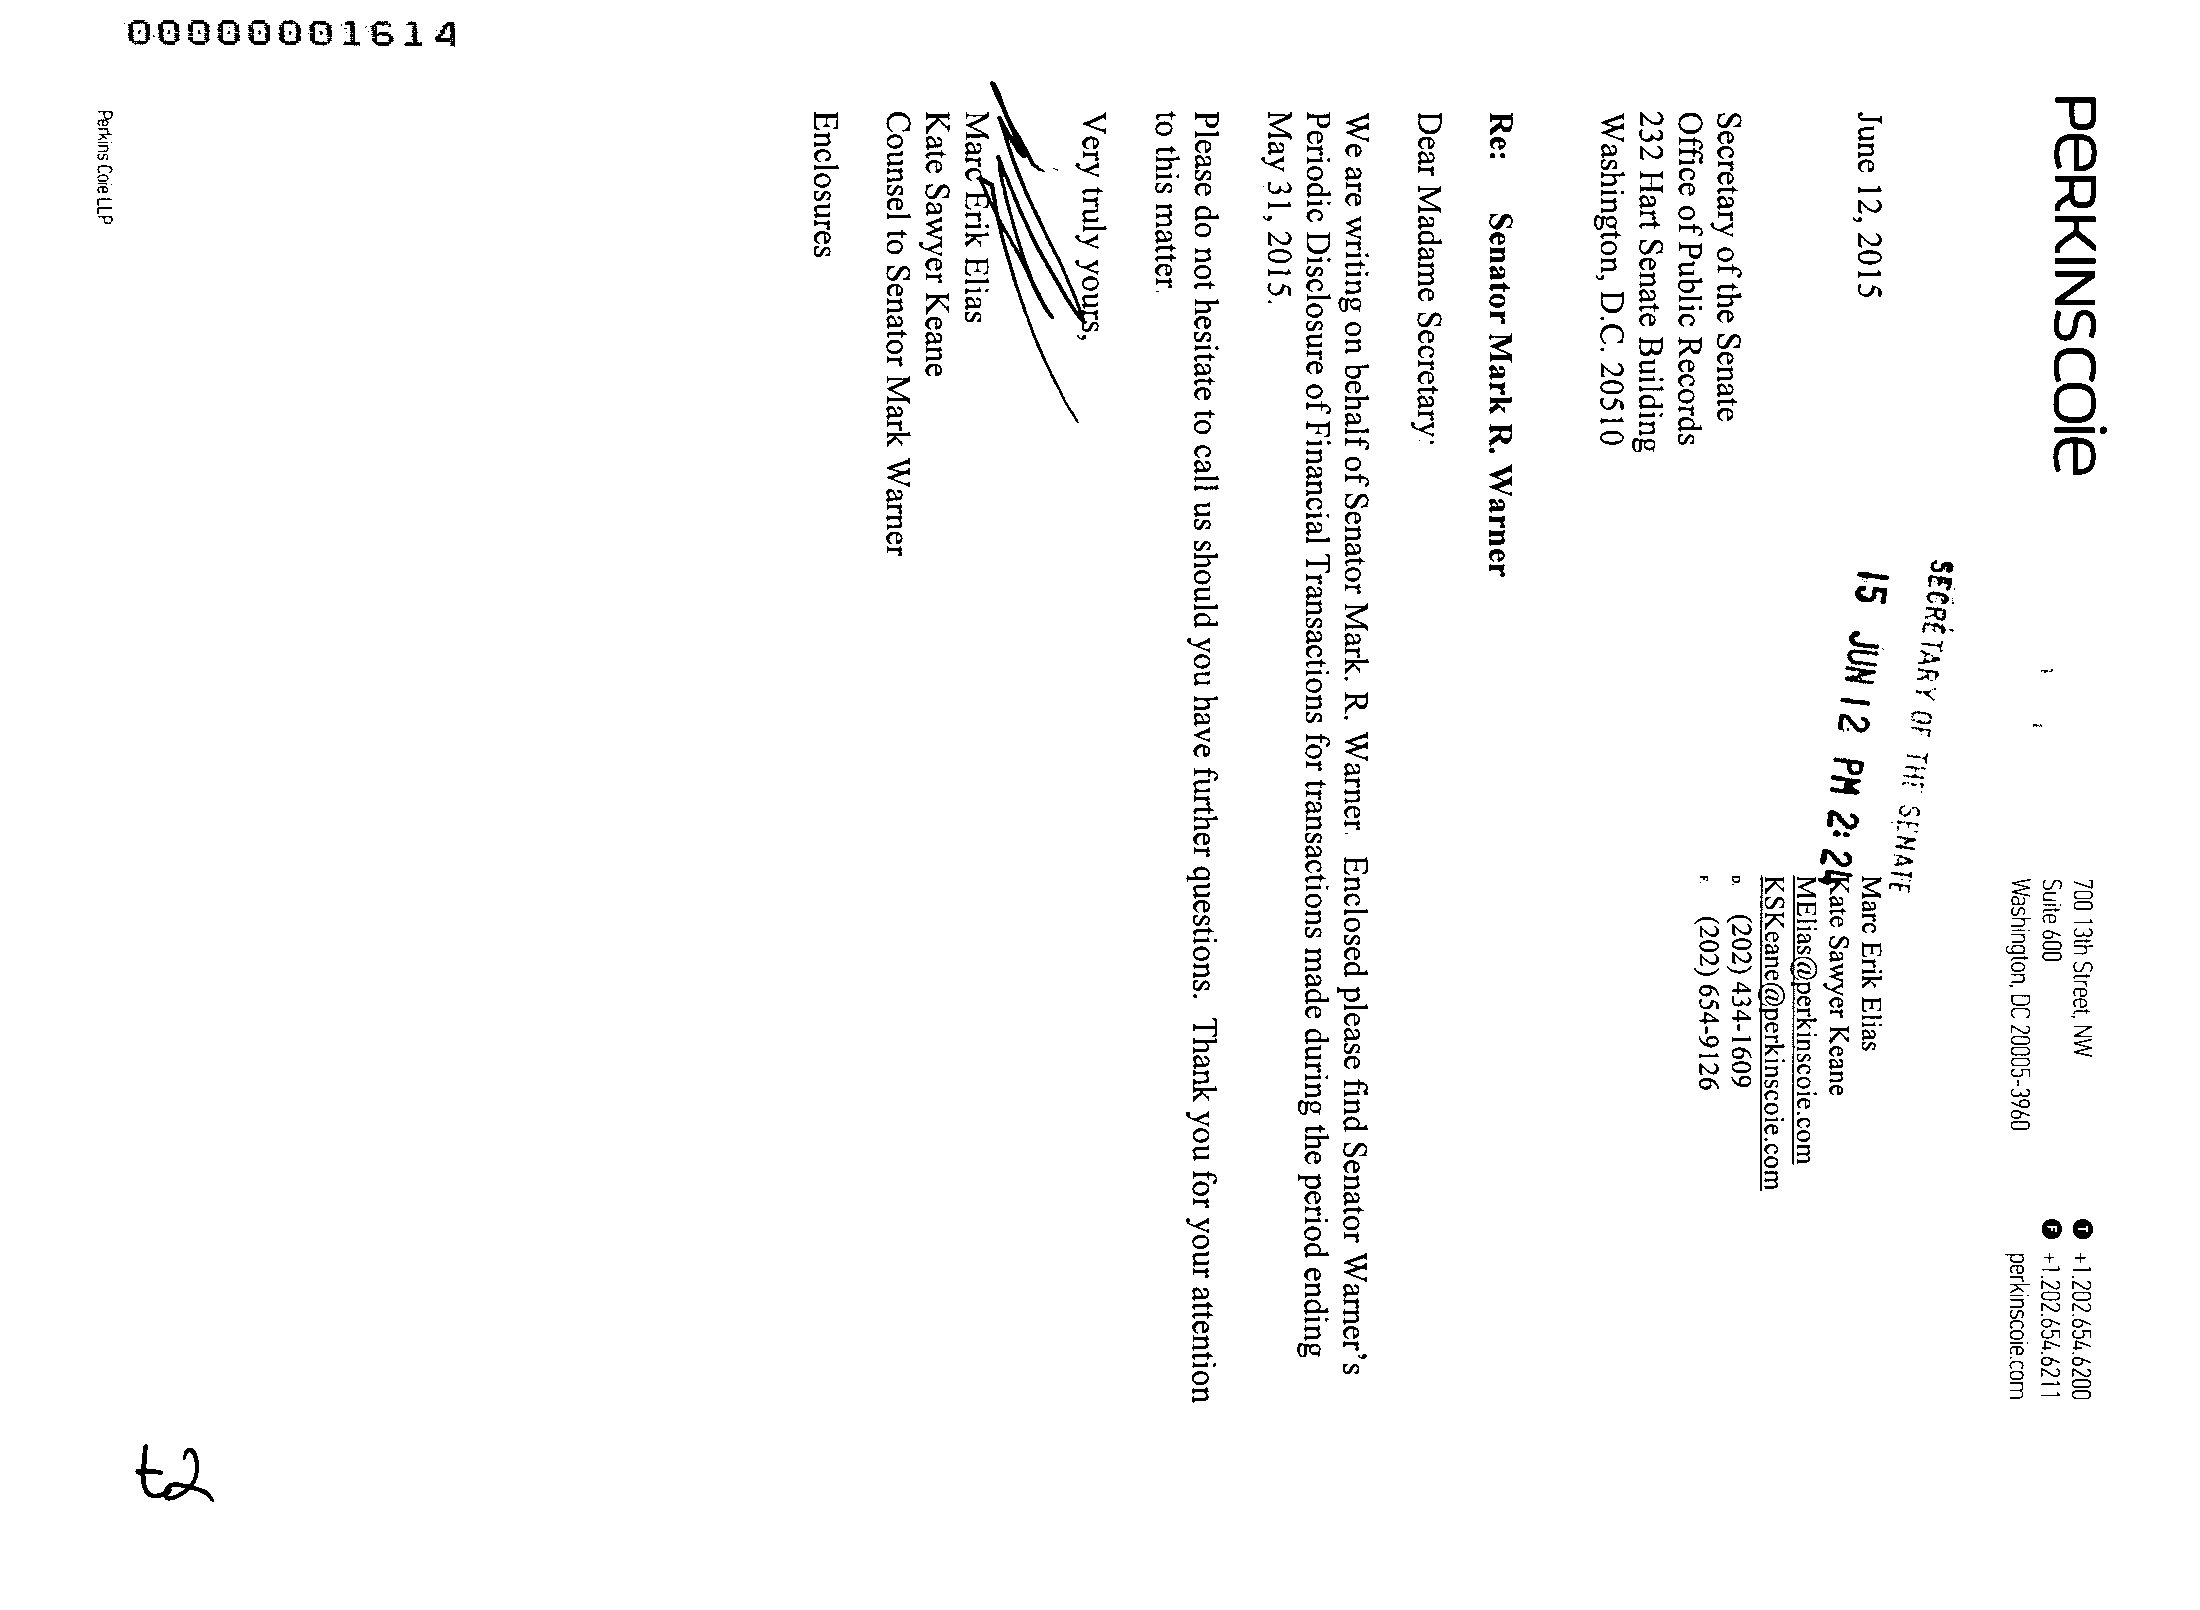 PERKINSCOIE
700 13th Street, NW
Suite 600
Washington, DC 20005-3960
T +1.202.654.6200
F +1.202.654.6211
perkinscoie.com
SECRETARY OF THE SENATE
15 JUN 12 PM 2:24
June 12, 2015
Marc Erik Elias
Kate Sawyer Keane
MElias@perkinscoie.com
KSKeane@perkinscoie.com
D. (202) 434-1609
F. (202) 654-9126
Secretary of the Senate
Office of Public Records
232 Hart Senate Building
Washington, D.C. 20510
Re: Senator Mark R. Warner
Dear Madame Secretary:
We are writing on behalf of Senator Mark. R. Warner. Enclosed please find Senator Warner's
Periodic Disclosure of Financial Transactions for transactions made during the period ending
May 31, 2015.
Please do not hesitate to call us should you have further questions. Thank you for your attention
to this matter.
Very truly yours,
Marc Erik Elias
Kate Sawyer Keane
Counsel to Senator Mark Warner
Enclosures
Perkins Coie LLP
00000001614